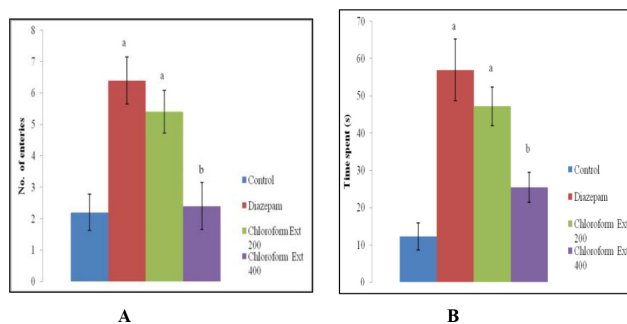 8
7
6
5
4
3
2
1
0
No. of enteries
a
a
b
Control
Diazepam
Chloroform Ext
200
Chloroform Ext
400
A
70
60
50
40
30
20
10
0
Time spent (s)
a
a
b
Control
Diazepam
Chloroform Ext
200
Chloroform Ext
400
B